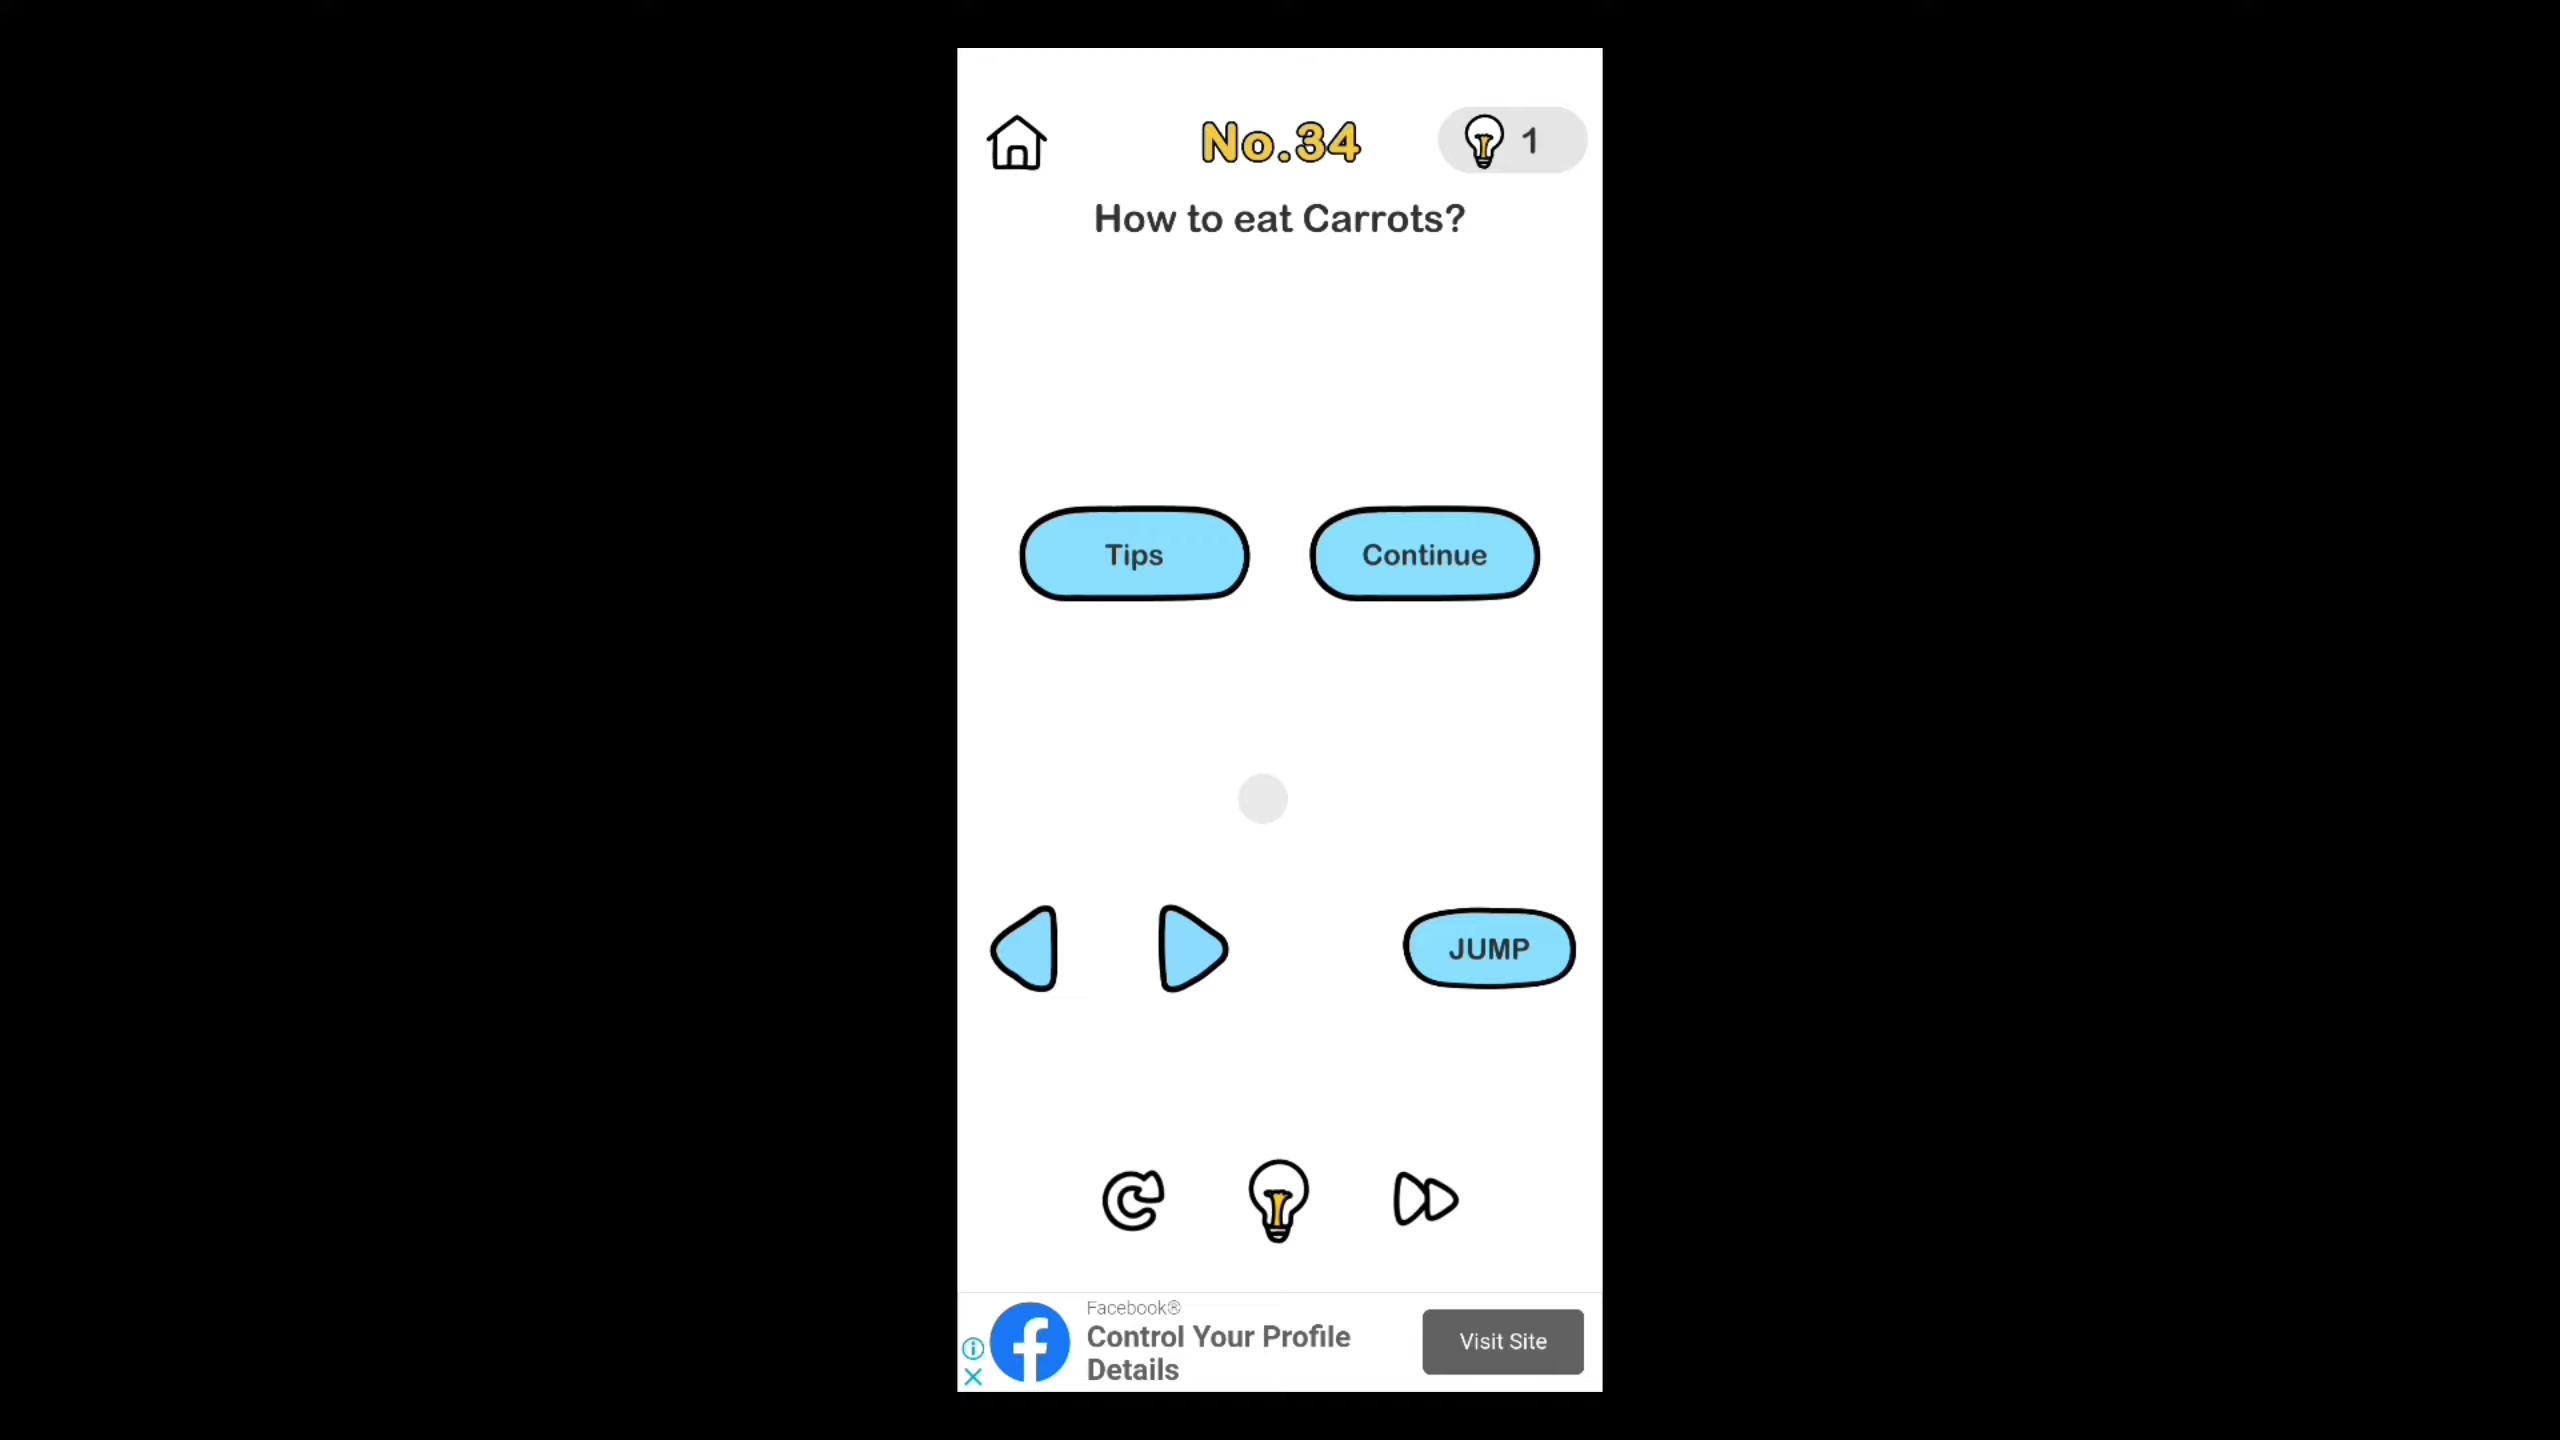 No.34
1
How to eat Carrots?
Tips
Continue
JUMP
Facebook®
Control Your Profile
Details
Visit Site